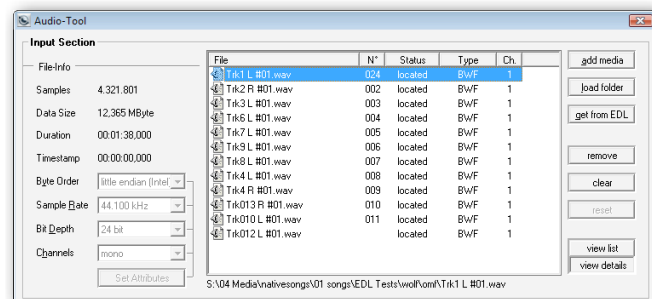 Audio-Tool
Input Section
File-Info
Samples 4.321.801
Data Size 12,365 MByte
Duration 00:01:38,000
Timestamp 00:00:00,000
Byte Order little endian (Intel)
Sample Rate 44.100 kHz
Bit Depth 24 bit
Channels mono
Set Attributes
File N° Status Type Ch.
Trk1 L #01.wav 024 located BWF 1
Trk2 R #01.wav 002 located BWF 1
Trk3 L #01.wav 003 located BWF 1
Trk6 L #01.wav 004 located BWF 1
Trk7 L #01.wav 005 located BWF 1
Trk9 L #01.wav 006 located BWF 1
Trk8 L #01.wav 007 located BWF 1
Trk4 L #01.wav 008 located BWF 1
Trk4 R #01.wav 009 located BWF 1
Trk013 R #01.wav 010 located BWF 1
Trk010 L #01.wav 011 located BWF 1
Trk012 L #01.wav located BWF 1
S:\04 Media\nativesongs\01 songs\EDL Tests\wolf\omf\Trk1 L #01.wav
add media
load folder
get from EDL
remove
clear
reset
view list
view details